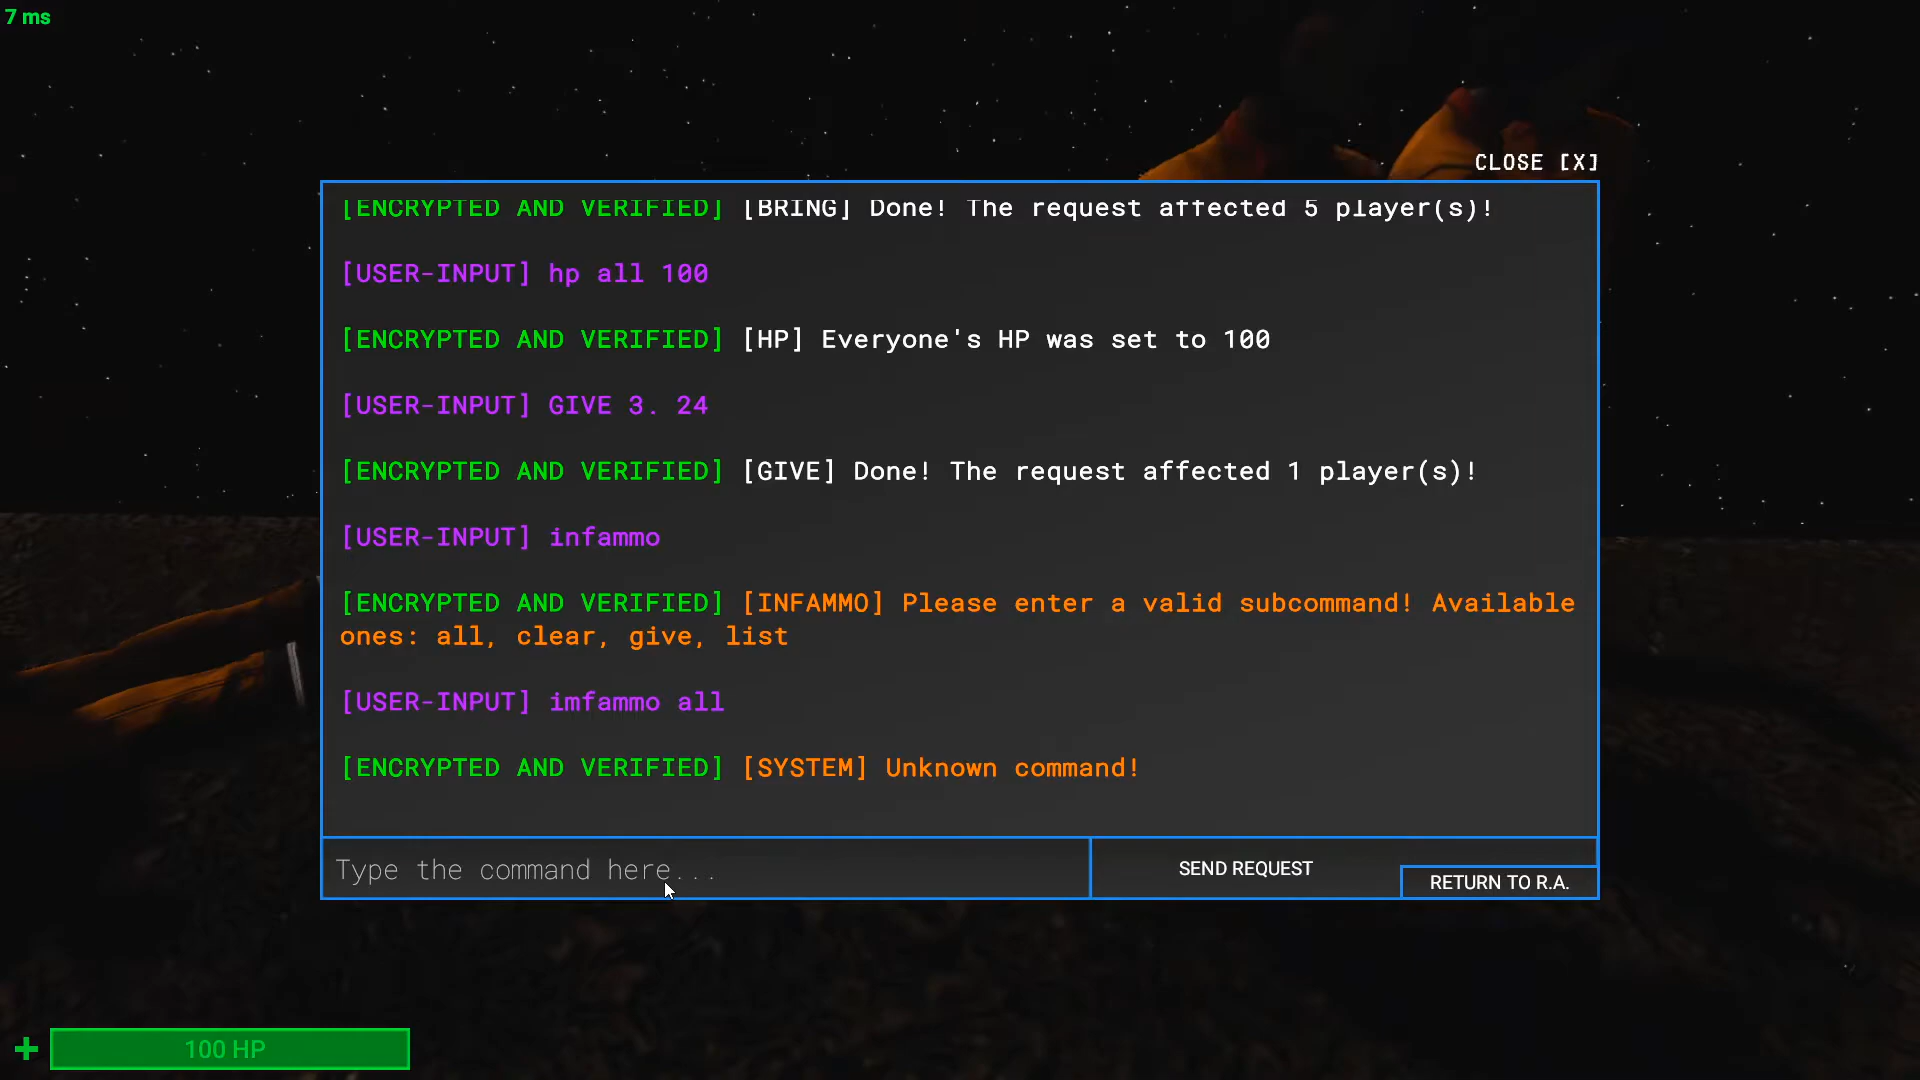 7 ms
CLOSE [X]
[ENCRYPTED AND VERIFIED] [BRING] Done! The request affected 5 player(s)!
[USER-INPUT] hp all 100
[ENCRYPTED AND VERIFIED] [HP] Everyone's HP was set to 100
[USER-INPUT] GIVE 3. 24
[ENCRYPTED AND VERIFIED] [GIVE] Done! The request affected 1 player(s)!
[USER-INPUT] infammo
[ENCRYPTED AND VERIFIED] [INFAMMO] Please enter a valid subcommand! Available
ones: all, clear, give, list
[USER-INPUT] imfammo all
[ENCRYPTED AND VERIFIED] [SYSTEM] Unknown command!
Type the command here...
SEND REQUEST
RETURN TO R.A.
+ 100 HP